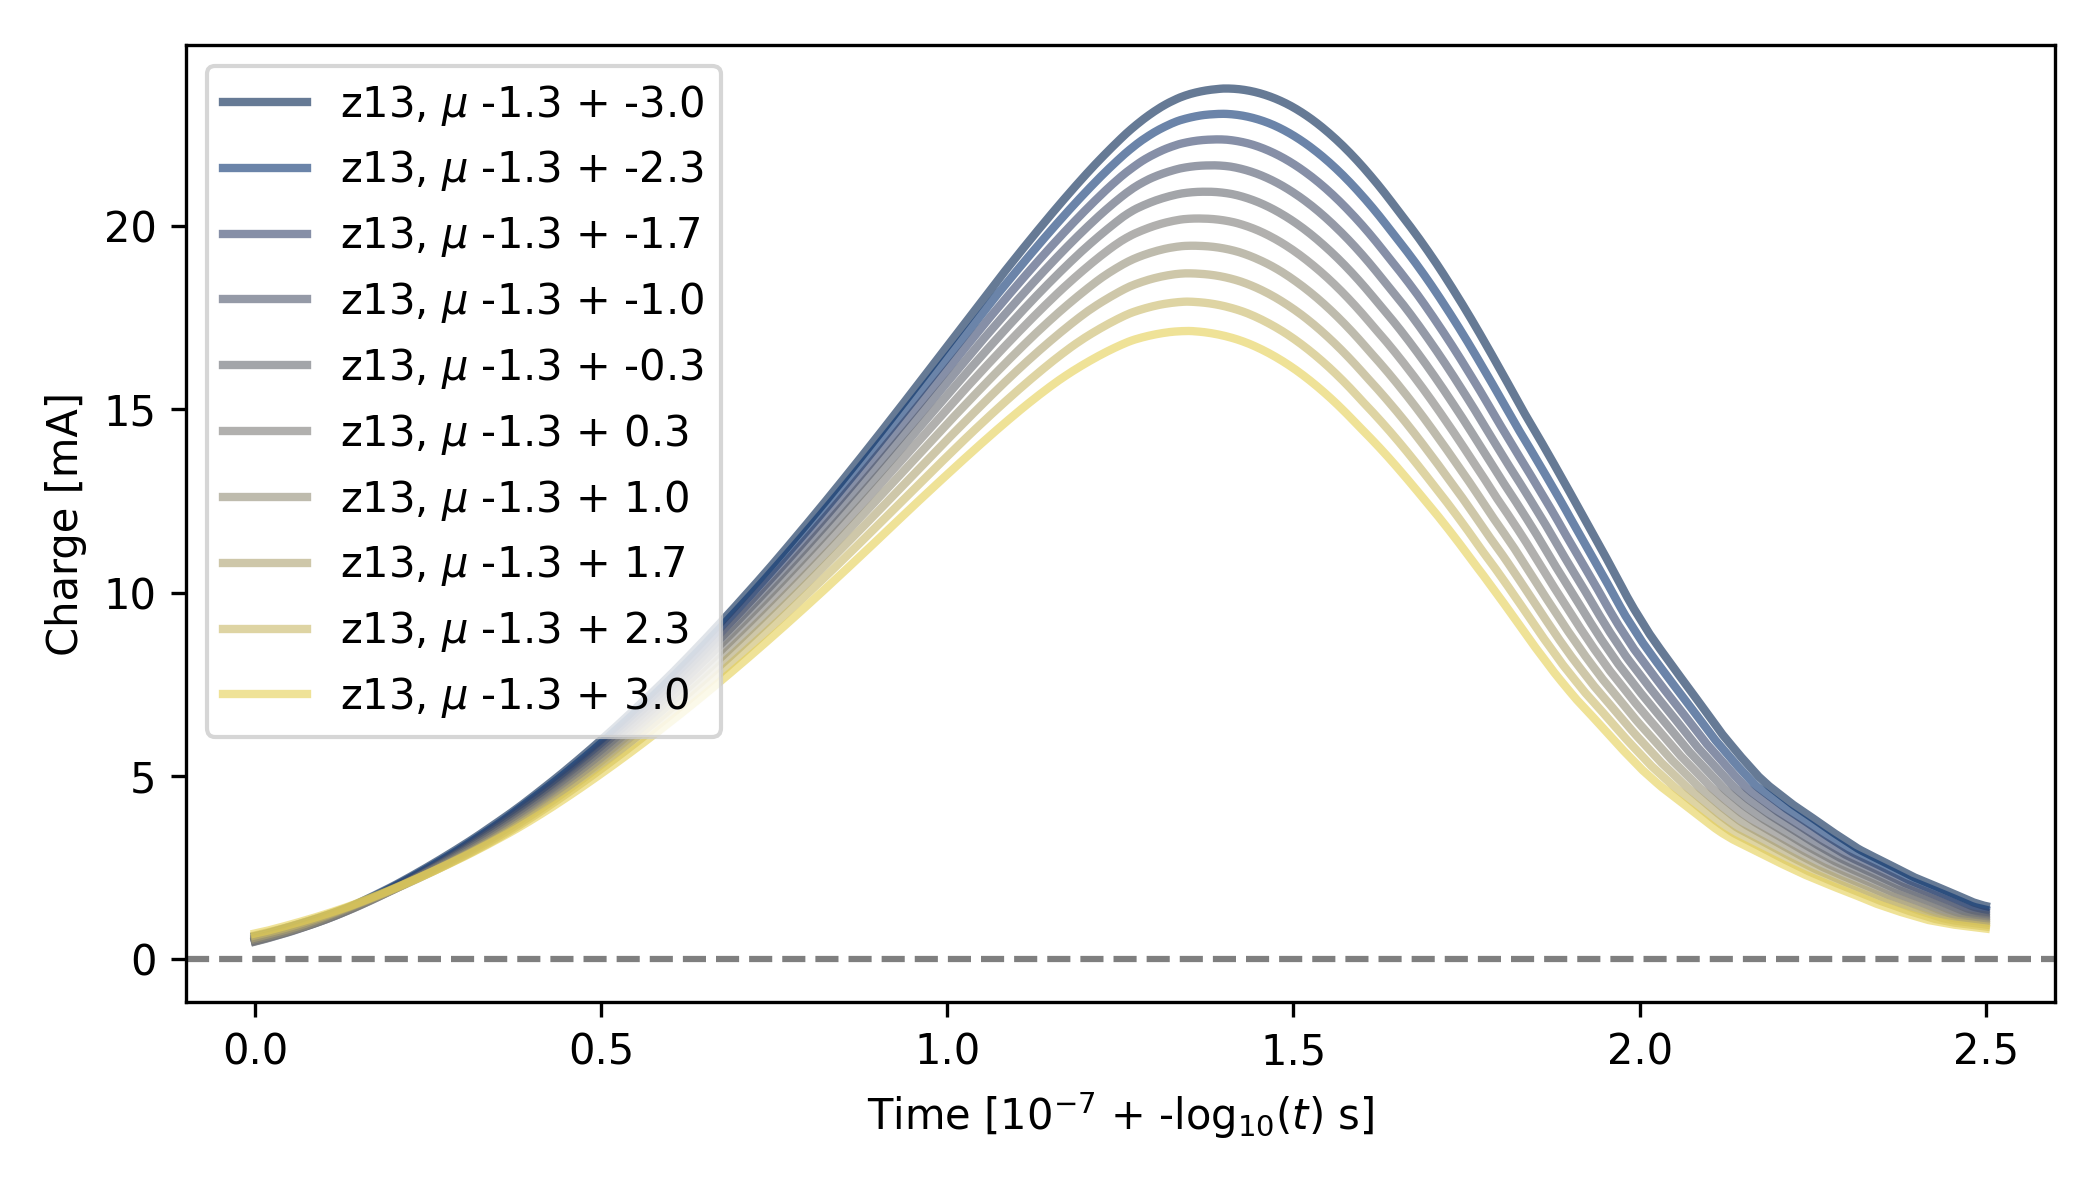 z13, μ -1.3 + -3.0
z13, μ -1.3 + -2.3
z13, μ -1.3 + -1.7
z13, μ -1.3 + -1.0
z13, μ -1.3 + -0.3
z13, μ -1.3 + 0.3
z13, μ -1.3 + 1.0
z13, μ -1.3 + 1.7
z13, μ -1.3 + 2.3
z13, μ -1.3 + 3.0
Charge [mA]
20
15
10
5
0
0.0 0.5 1.0 1.5 2.0 2.5
Time [10⁻⁷ + -log₁₀(t) s]